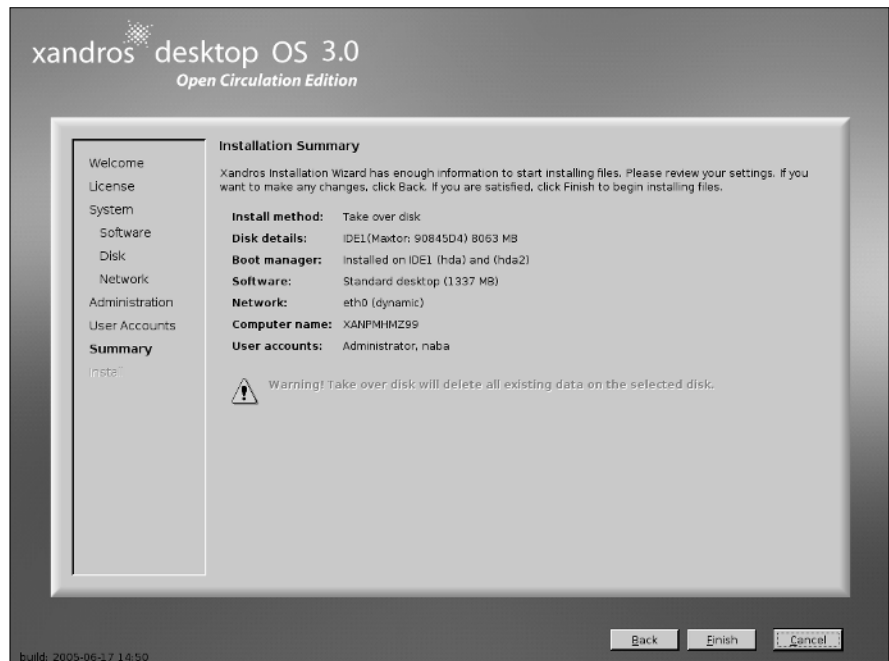 xandros desktop OS 3.0
Open Circulation Edition
Welcome
License
System
Software
Disk
Network
Administration
User Accounts
Summary
Install
Installation Summary
Xandros Installation Wizard has enough information to start installing files. Please review your settings. If you
want to make any changes, click Back. If you are satisfied, click Finish to begin installing files.
Install method: Take over disk
Disk details: IDE1(Maxtor: 90845D4) 8063 MB
Boot manager: Installed on IDE1 (hda) and (hda2)
Software: Standard desktop (1337 MB)
Network: eth0 (dynamic)
Computer name: XANPMHMZ99
User accounts: Administrator, naba
Warning! Take over disk will delete all existing data on the selected disk.
Back Finish Cancel
build: 2005-06-17 14:50